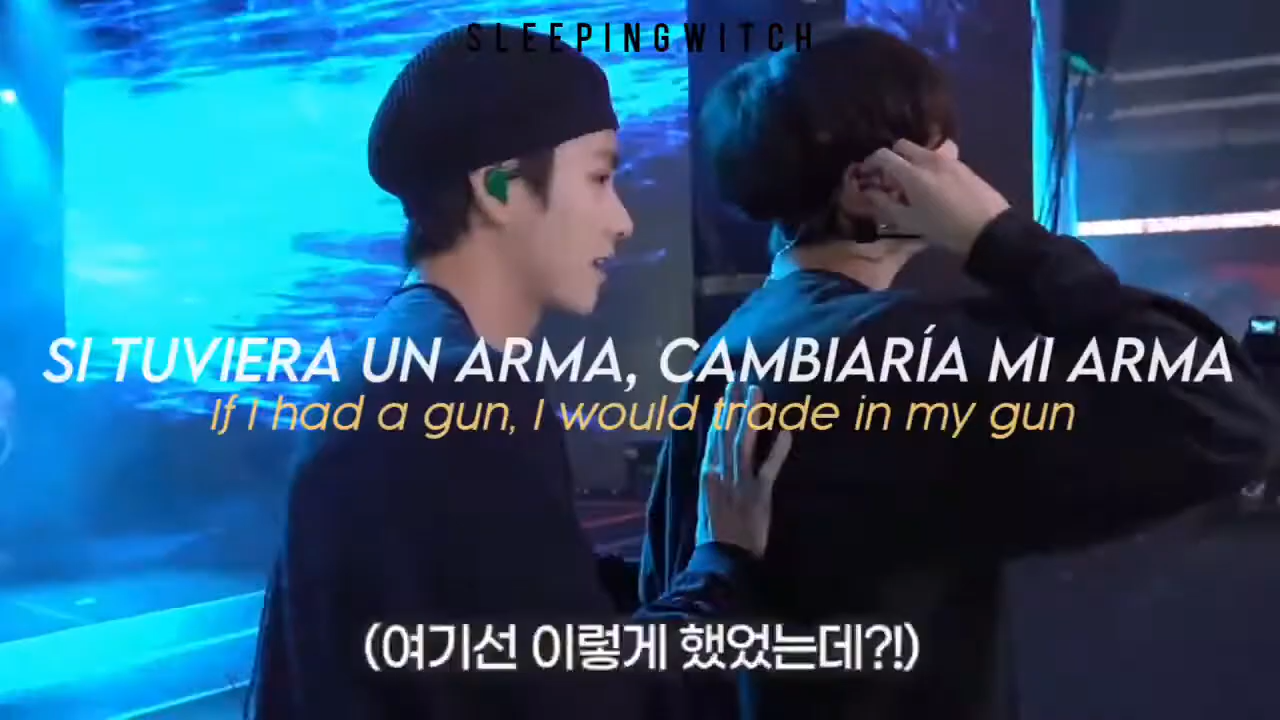 SLEEPINGWITCH
SI TUVIERA UN ARMA, CAMBIARÍA MI ARMA
If I had a gun, I would trade in my gun
(여기선 이렇게 했었는데?!)